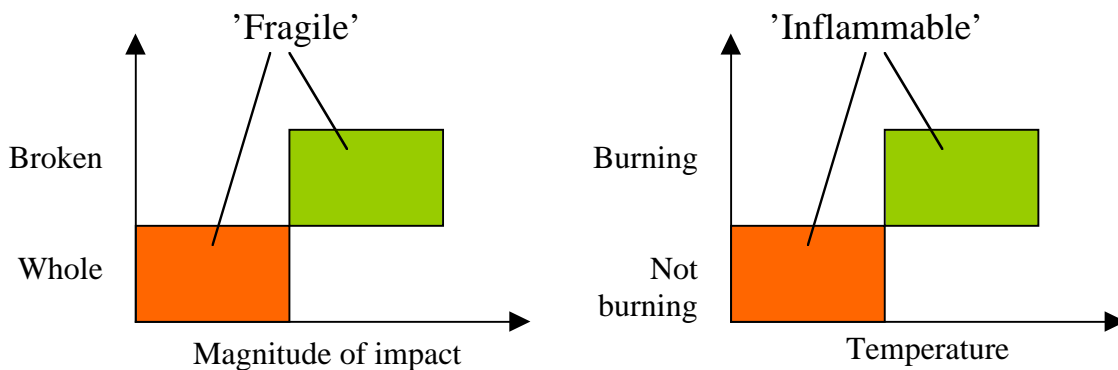 ’Fragile’
Broken
Whole
Magnitude of impact
’Inflammable’
Burning
Not
burning
Temperature